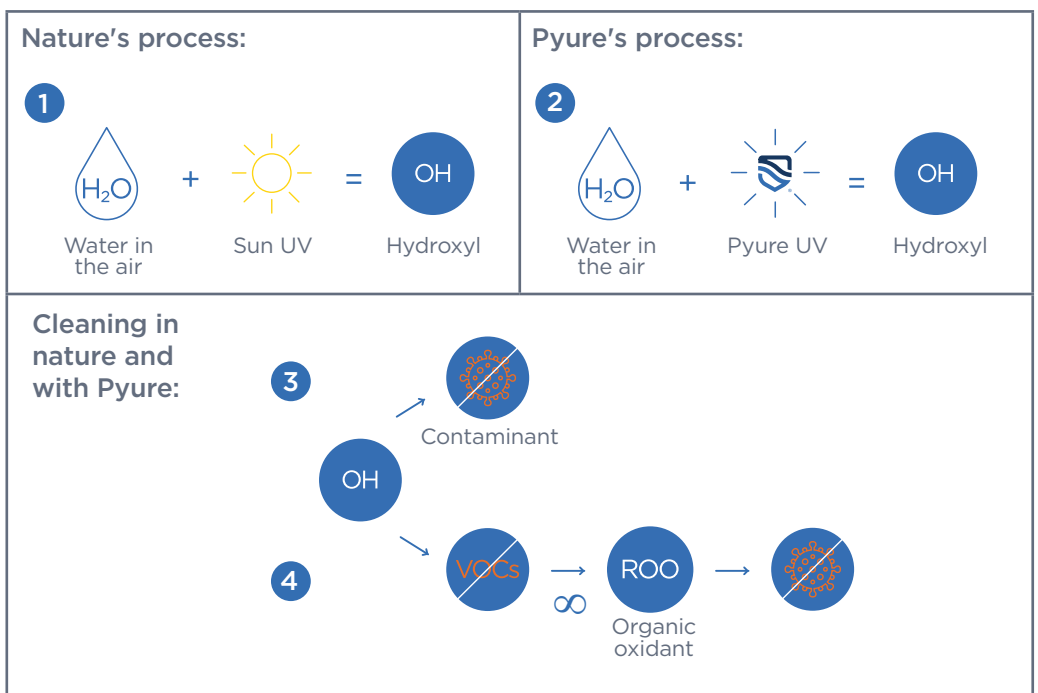 Nature's process:
1
H₂O
+
=
OH
Water in
the air
Sun UV
Hydroxyl
Pyure's process:
2
H₂O
+
=
OH
Water in
the air
Pyure UV
Hydroxyl
Cleaning in
nature and
with Pyure:
3
Contaminant
OH
4
VOCs
∞
ROO
Organic
oxidant